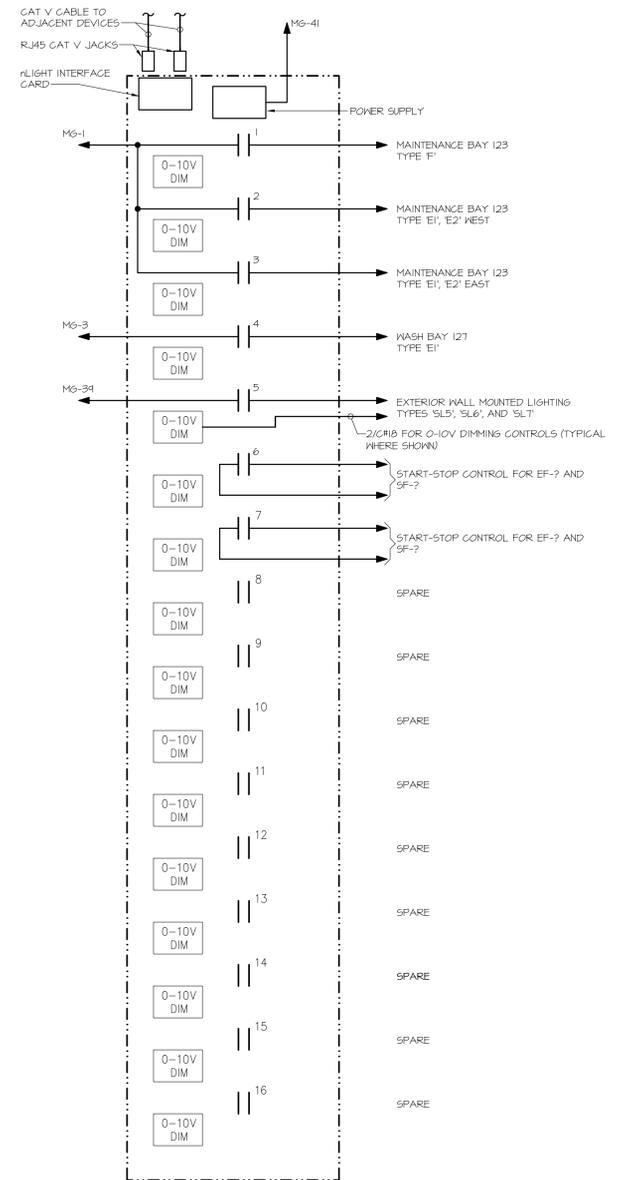 CAT V CABLE TO
ADJACENT DEVICES
MG-41
RJ45 CAT V JACKS
nLIGHT INTERFACE
CARD
POWER SUPPLY
MG-1
1
MAINTENANCE BAY 123
TYPE 'F'
0-10V
DIM
2
MAINTENANCE BAY 123
TYPE 'E1', 'E2' WEST
0-10V
DIM
3
MAINTENANCE BAY 123
TYPE 'E1', 'E2' EAST
0-10V
DIM
MG-3
4
WASH BAY 127
TYPE 'E1'
0-10V
DIM
MG-39
5
EXTERIOR WALL MOUNTED LIGHTING
TYPES 'SL5', 'SL6', AND 'SL7'
0-10V
DIM
2/C#18 FOR 0-10V DIMMING CONTROLS (TYPICAL
WHERE SHOWN)
6
START-STOP CONTROL FOR EF-? AND
SF-?
0-10V
DIM
7
START-STOP CONTROL FOR EF-? AND
SF-?
0-10V
DIM
8
SPARE
0-10V
DIM
9
SPARE
0-10V
DIM
10
SPARE
0-10V
DIM
11
SPARE
0-10V
DIM
12
SPARE
0-10V
DIM
13
SPARE
0-10V
DIM
14
SPARE
0-10V
DIM
15
SPARE
0-10V
DIM
16
SPARE
0-10V
DIM